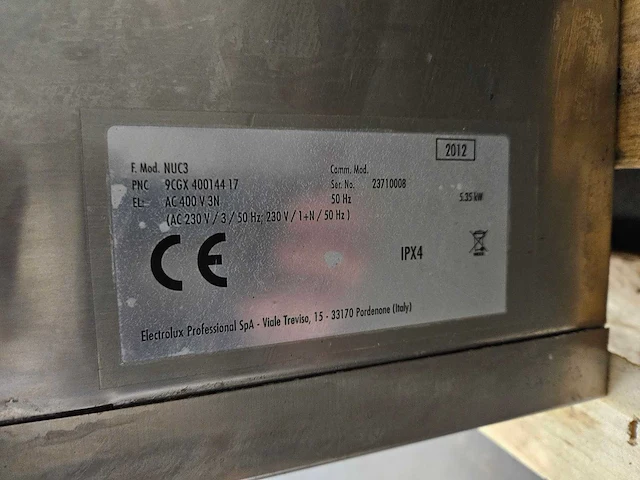 2012
F. Mod. NUC3 Comm. Mod.
PNC 9CGX 400144 17 Ser. No. 23710008
EL: AC 400 V 3N 50 Hz 5.35 kW
(AC 230 V / 3 / 50 Hz; 230 V / 1+N / 50 Hz )
CE IPX4
Electrolux Professional SpA - Viale Treviso, 15 - 33170 Pordenone (Italy)